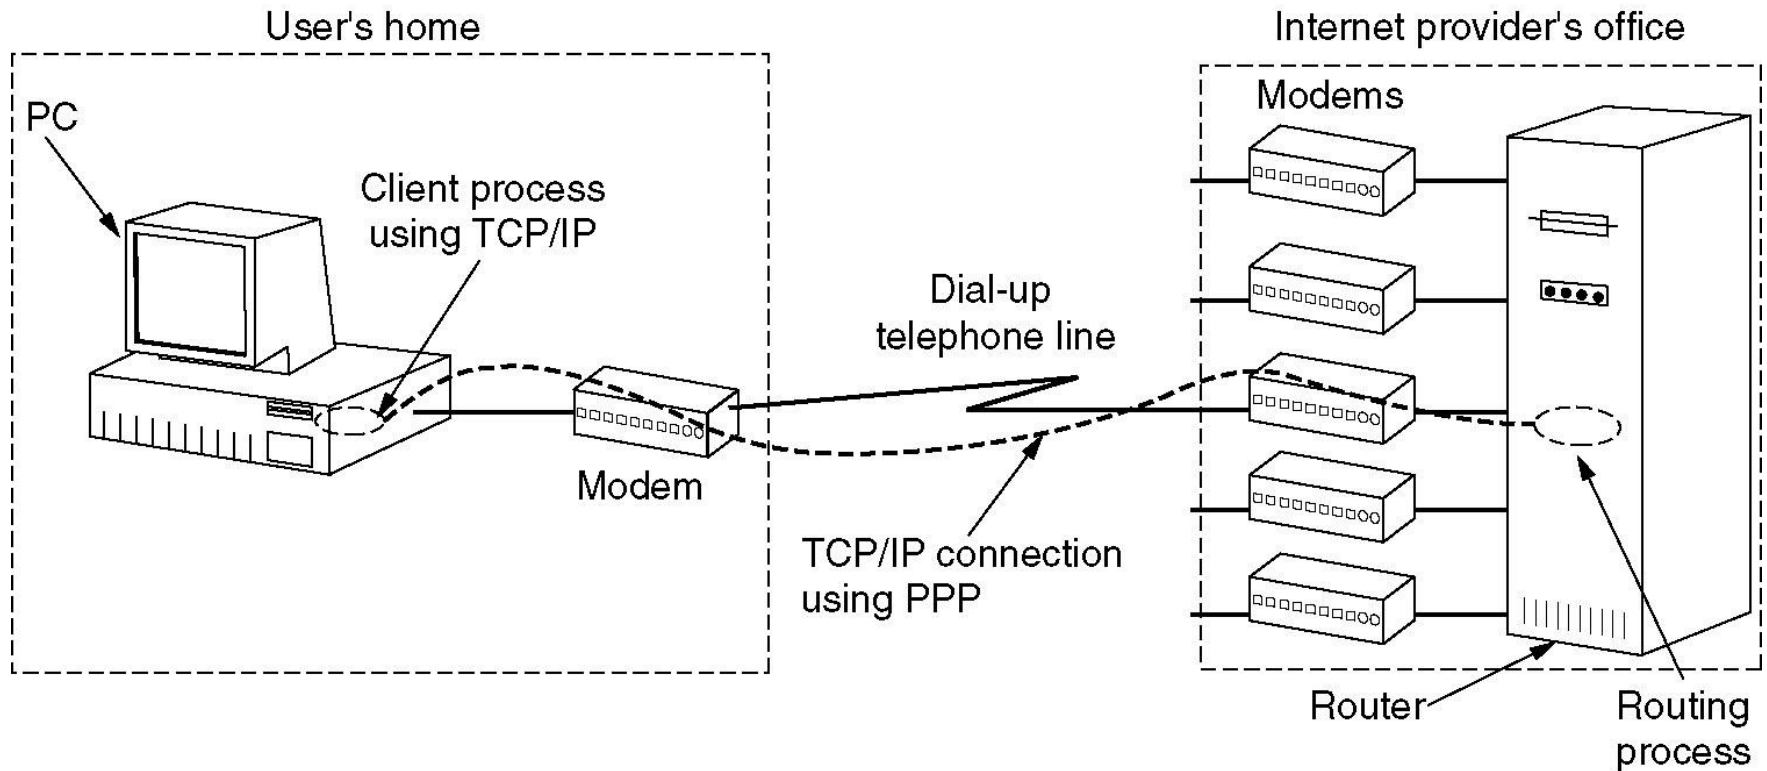 User's home
Internet provider's office
PC
Modems
Client process
using TCP/IP
Dial-up
telephone line
Modem
TCP/IP connection
using PPP
Router
Routing
process